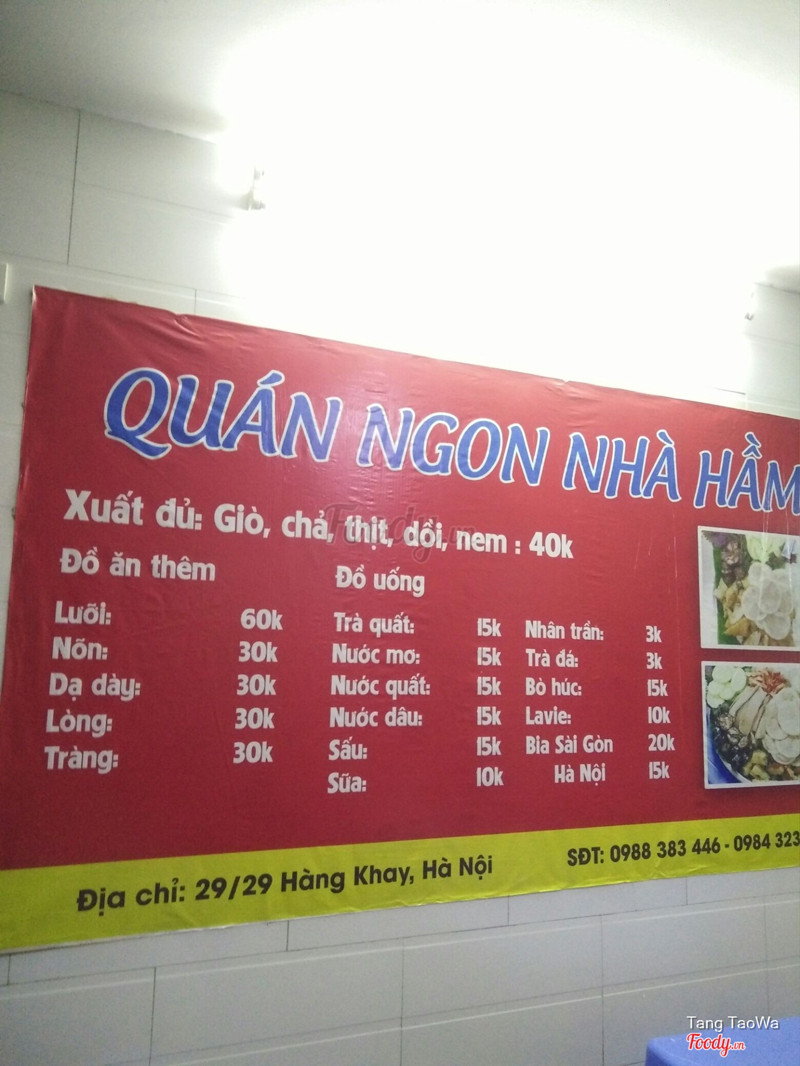 QUÁN NGON NHÀ HẦM
Xuất đủ: Giò, chả, thịt, dồi, nem : 40k
Đồ ăn thêm
Lưỡi: 60k
Nõn: 30k
Dạ dày: 30k
Lòng: 30k
Tràng: 30k
Đồ uống
Trà quất: 15k
Nước mơ: 15k
Nước quất: 15k
Nước dâu: 15k
Sấu: 15k
Sữa: 10k
Nhân trần: 3k
Trà đá: 3k
Bò húc: 15k
Lavie: 10k
Bia Sài Gòn 20k
Hà Nội 15k
Địa chỉ: 29/29 Hàng Khay, Hà Nội
SĐT: 0988 383 446 - 0984 323
Foody.vn
Tang TaoWa
Foody.vn